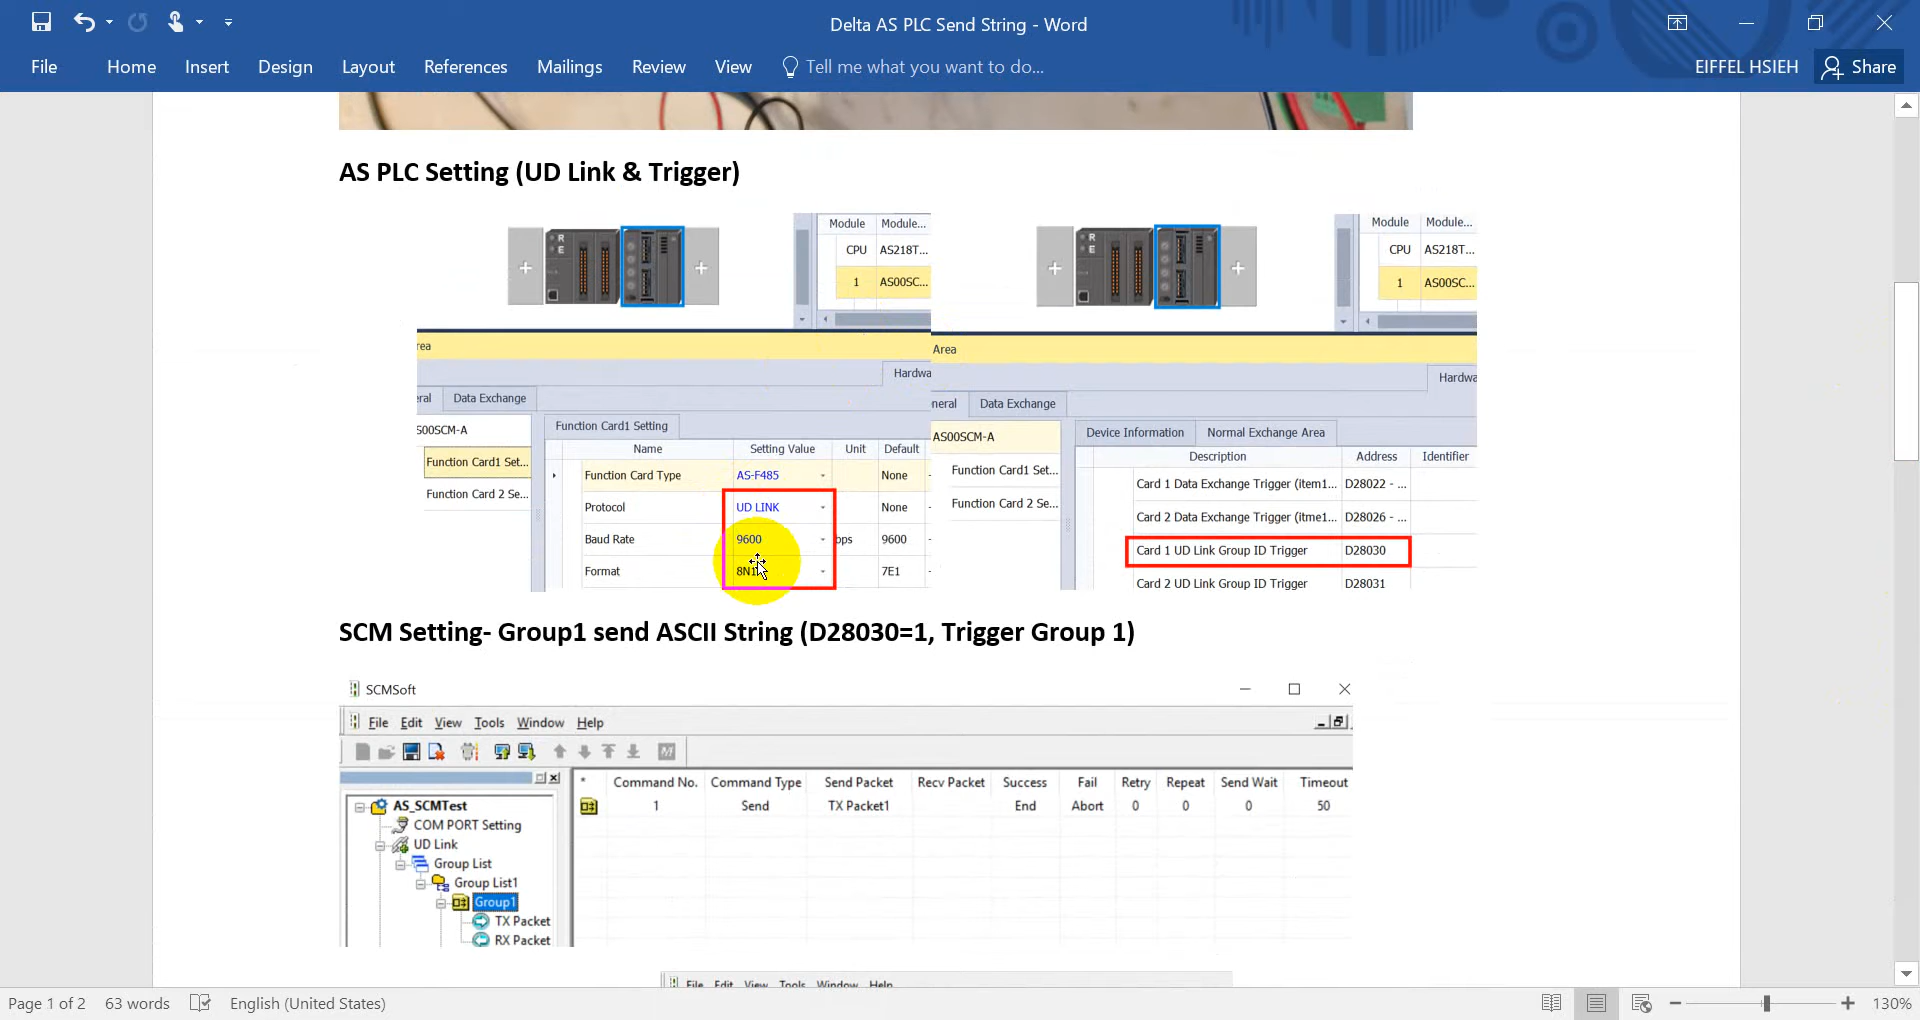 Delta AS PLC Send String - Word
File Home Insert Design Layout References Mailings Review View Tell me what you want to do... EIFFEL HSIEH Share
AS PLC Setting (UD Link & Trigger)
Module Module...
CPU AS218T...
1 AS00SC...
rea
Hardwa
ral Data Exchange
S00SCM-A
Function Card1 Set...
Function Card 2 Se...
Function Card1 Setting
Name Setting Value Unit Default
Function Card Type AS-F485 None
Protocol UD LINK None
Baud Rate 9600 bps 9600
Format 8N1 7E1
R
E
Module Module...
CPU AS218T...
1 AS00SC...
R
E
Area
Hardwa
neral Data Exchange
AS00SCM-A
Function Card1 Set...
Function Card 2 Se...
Device Information Normal Exchange Area
Description Address Identifier
Card 1 Data Exchange Trigger (item1... D28022 - ...
Card 2 Data Exchange Trigger (itme1... D28026 - ...
Card 1 UD Link Group ID Trigger D28030
Card 2 UD Link Group ID Trigger D28031
SCM Setting- Group1 send ASCII String (D28030=1, Trigger Group 1)
SCMSoft
File Edit View Tools Window Help
AS_SCMTest
COM PORT Setting
UD Link
Group List
Group List1
Group1
TX Packet
RX Packet
* Command No. Command Type Send Packet Recv Packet Success Fail Retry Repeat Send Wait Timeout
1 Send TX Packet1 End Abort 0 0 0 50
File Edit View Tools Window Help
Page 1 of 2 63 words English (United States) 130%